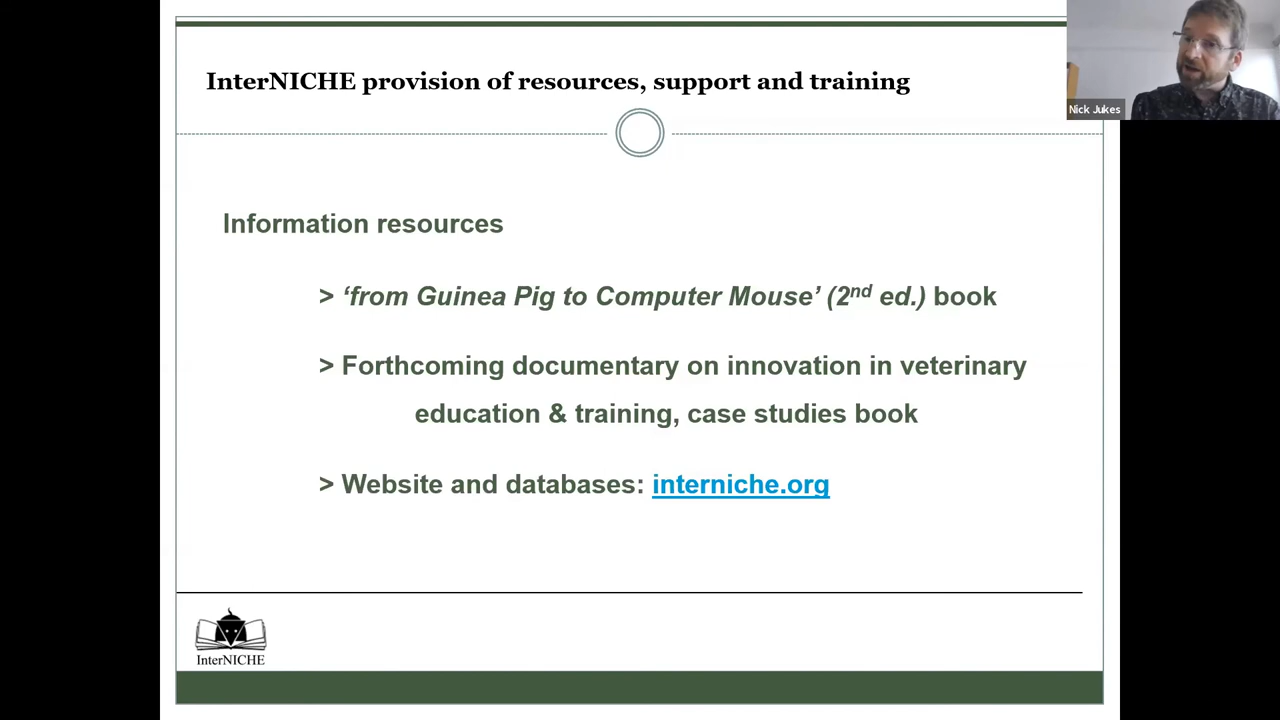 InterNICHE provision of resources, support and training
Nick Jukes
Information resources
> ‘from Guinea Pig to Computer Mouse’ (2nd ed.) book
> Forthcoming documentary on innovation in veterinary
education & training, case studies book
> Website and databases: interniche.org
InterNICHE